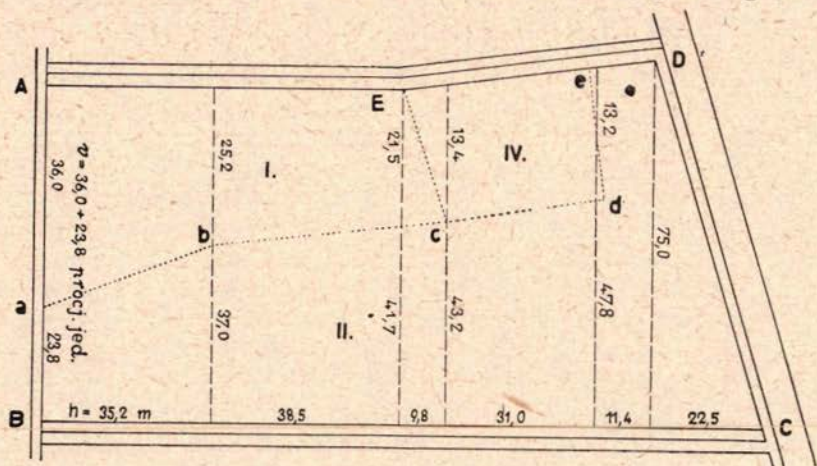 A
E
D
e
36,0
v = 36,0 + 23,8 procj. jed.
25,2
I.
21,5
13,4
IV.
13,2
b
c
d
75,0
a
23,8
37,0
II.
41,7
43,2
47,8
B
h = 35,2 m
38,5
9,8
31,0
11,4
22,5
C